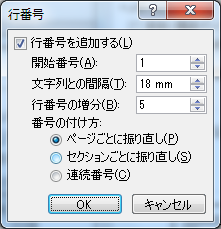 行番号
行番号を追加する(L)
開始番号(A): 1
文字列との間隔(T): 18 mm
行番号の増分(B): 5
番号の付け方:
ページごとに振り直し(P)
セクションごとに振り直し(S)
連続番号(C)
OK キャンセル